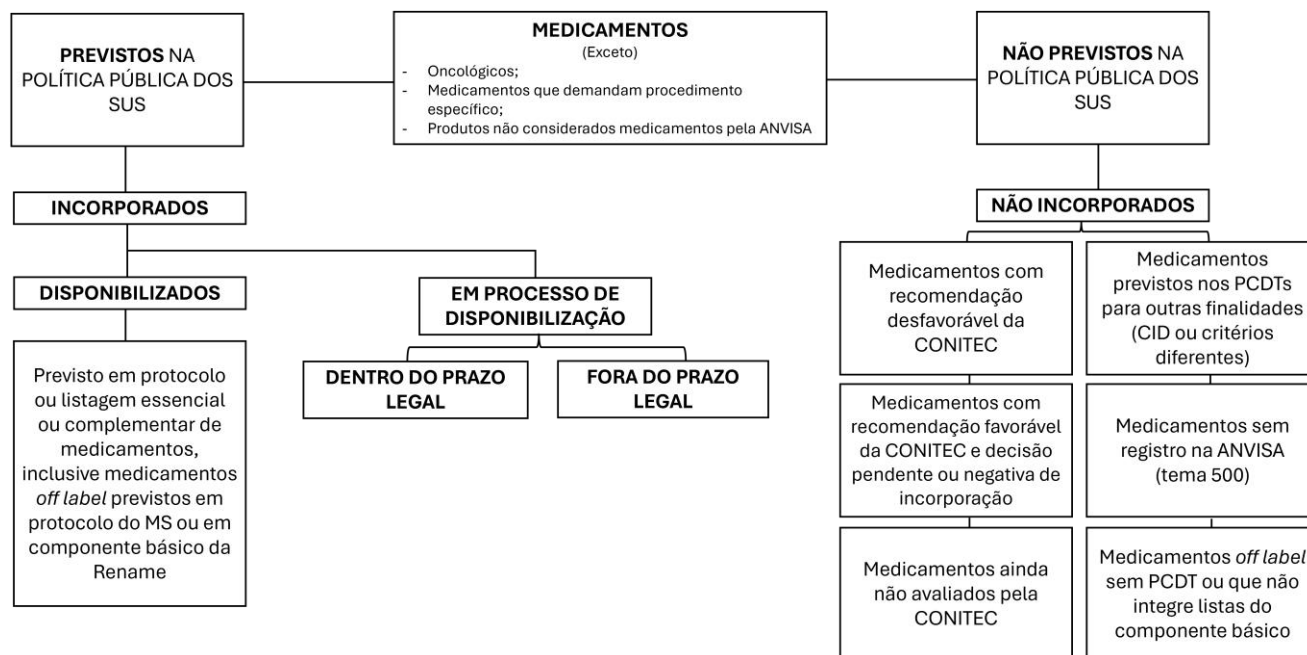 PREVISTOS NA
POLÍTICA PÚBLICA DOS
SUS
MEDICAMENTOS
(Exceto)
- Oncológicos;
- Medicamentos que demandam procedimento
específico;
- Produtos não considerados medicamentos pela ANVISA
NÃO PREVISTOS NA
POLÍTICA PÚBLICA DOS
SUS
INCORPORADOS
DISPONIBILIZADOS
Previsto em protocolo
ou listagem essencial
ou complementar de
medicamentos,
inclusive medicamentos
off label previstos em
protocolo do MS ou em
componente básico da
Rename
EM PROCESSO DE
DISPONIBILIZAÇÃO
DENTRO DO PRAZO
LEGAL
FORA DO PRAZO
LEGAL
NÃO INCORPORADOS
Medicamentos com
recomendação
desfavorável da
CONITEC
Medicamentos
previstos nos PCDTs
para outras finalidades
(CID ou critérios
diferentes)
Medicamentos com
recomendação favorável
da CONITEC e decisão
pendente ou negativa de
incorporação
Medicamentos sem
registro na ANVISA
(tema 500)
Medicamentos ainda
não avaliados pela
CONITEC
Medicamentos off label
sem PCDT ou que não
integre listas do
componente básico